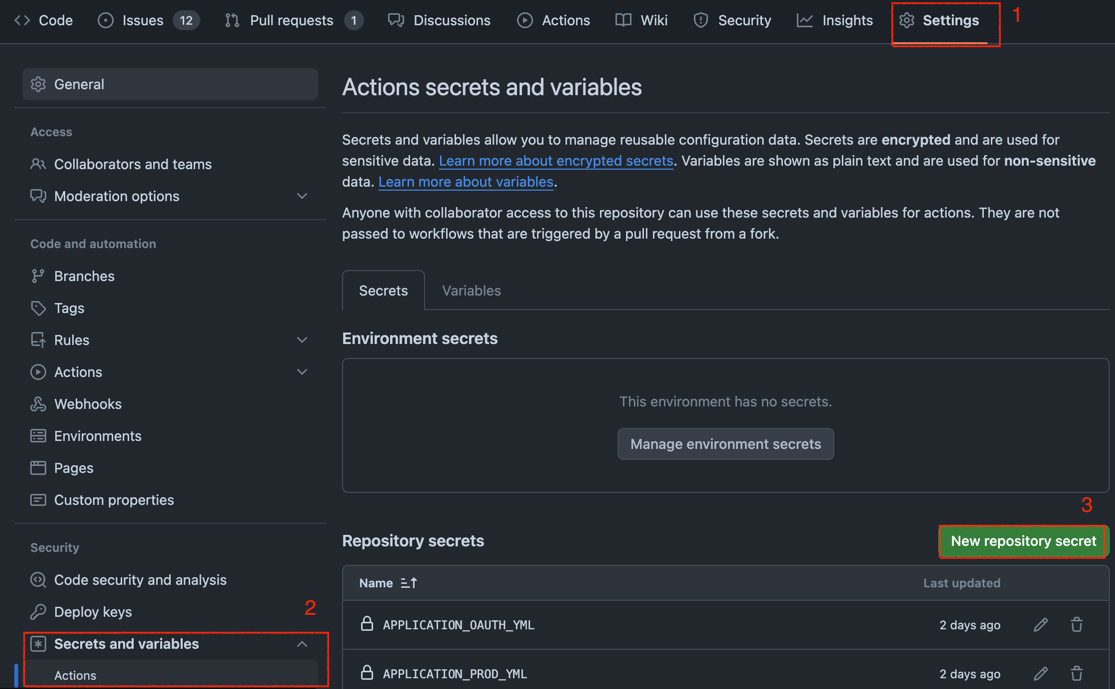 Code Issues 12 Pull requests 1 Discussions Actions Wiki Security Insights Settings 1
General
Access
Collaborators and teams
Moderation options
Code and automation
Branches
Tags
Rules
Actions
Webhooks
Environments
Pages
Custom properties
Security
Code security and analysis
Deploy keys
2
Secrets and variables
Actions
Actions secrets and variables
Secrets and variables allow you to manage reusable configuration data. Secrets are encrypted and are used for
sensitive data. Learn more about encrypted secrets. Variables are shown as plain text and are used for non-sensitive
data. Learn more about variables.
Anyone with collaborator access to this repository can use these secrets and variables for actions. They are not
passed to workflows that are triggered by a pull request from a fork.
Secrets Variables
Environment secrets
This environment has no secrets.
Manage environment secrets
3
Repository secrets New repository secret
Name Last updated
APPLICATION_OAUTH_YML 2 days ago
APPLICATION_PROD_YML 2 days ago